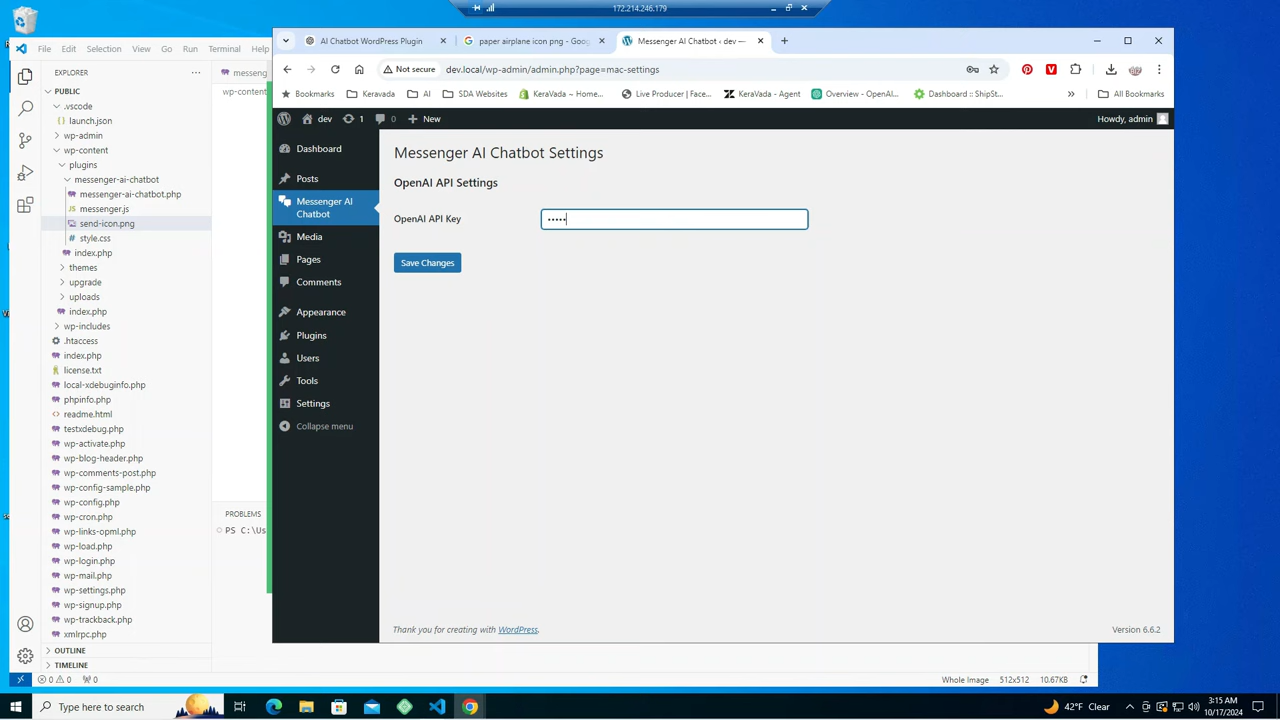 172.214.246.179
File Edit Selection View Go Run Terminal Help
AI Chatbot WordPress Plugin
paper airplane icon png - Goog
Messenger AI Chatbot ‹ dev —
Not secure
dev.local/wp-admin/admin.php?page=mac-settings
Bookmarks
Keravada
AI
SDA Websites
KeraVada ~ Home...
Live Producer | Face...
KeraVada - Agent
Overview - OpenAI...
Dashboard :: ShipSt...
»
All Bookmarks
dev
1
0
New
Howdy, admin
EXPLORER
PUBLIC
.vscode
launch.json
wp-admin
wp-content
plugins
messenger-ai-chatbot
messenger-ai-chatbot.php
messenger.js
send-icon.png
style.css
index.php
themes
upgrade
uploads
index.php
wp-includes
.htaccess
index.php
license.txt
local-xdebuginfo.php
phpinfo.php
readme.html
testxdebug.php
wp-activate.php
wp-blog-header.php
wp-comments-post.php
wp-config-sample.php
wp-config.php
wp-cron.php
wp-links-opml.php
wp-load.php
wp-login.php
wp-mail.php
wp-settings.php
wp-signup.php
wp-trackback.php
xmlrpc.php
OUTLINE
TIMELINE
messeng
wp-content
PROBLEMS
PS C:\Us
Dashboard
Posts
Messenger AI
Chatbot
Media
Pages
Comments
Appearance
Plugins
Users
Tools
Settings
Collapse menu
Messenger AI Chatbot Settings
OpenAI API Settings
OpenAI API Key
•••••
Save Changes
Thank you for creating with WordPress.
Version 6.6.2
0 0 0
Whole Image 512x512 10.67KB
Type here to search
42°F Clear
3:15 AM
10/17/2024